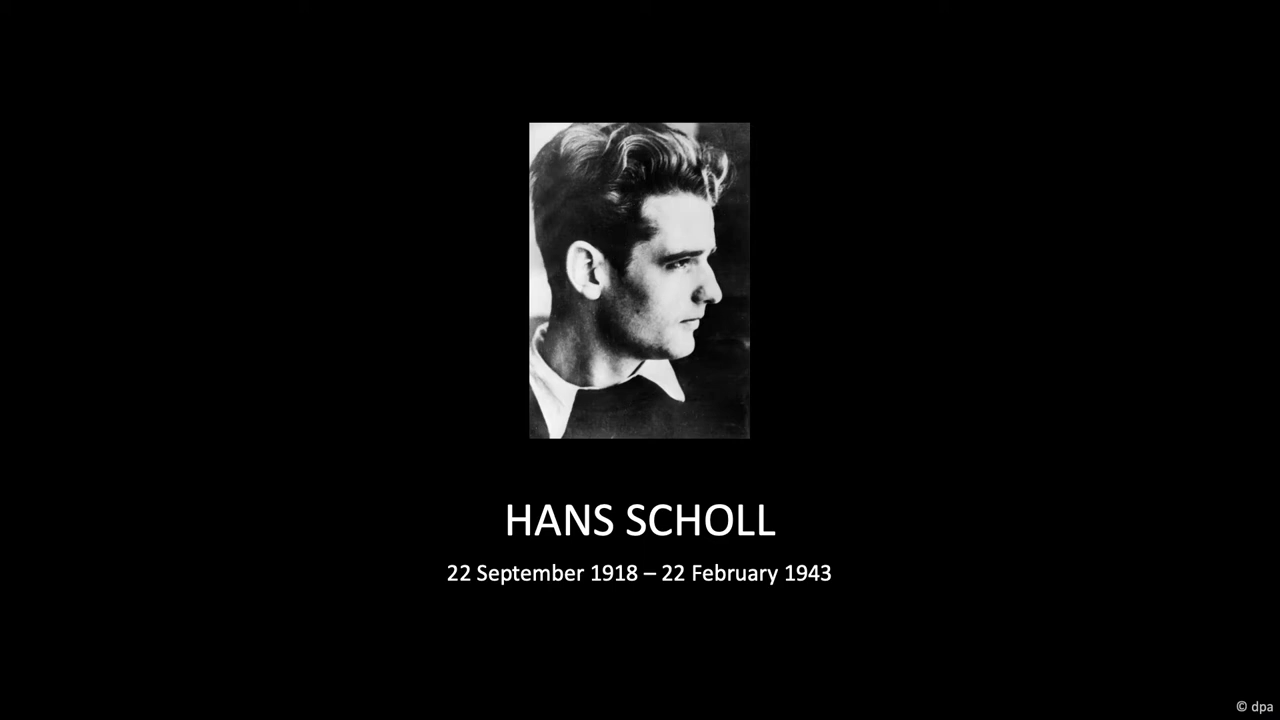 HANS SCHOLL
22 September 1918 – 22 February 1943
© dpa